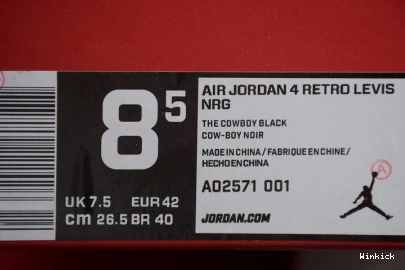 8 5
UK 7.5 EUR 42
cm 26.5 BR 40
AIR JORDAN 4 RETRO LEVIS
NRG
THE COWBOY BLACK
COW-BOY NOIR
MADE IN CHINA / FABRIQUE EN CHINE /
HECHO EN CHINA
AO2571 001
JORDAN.COM
A
Winkick